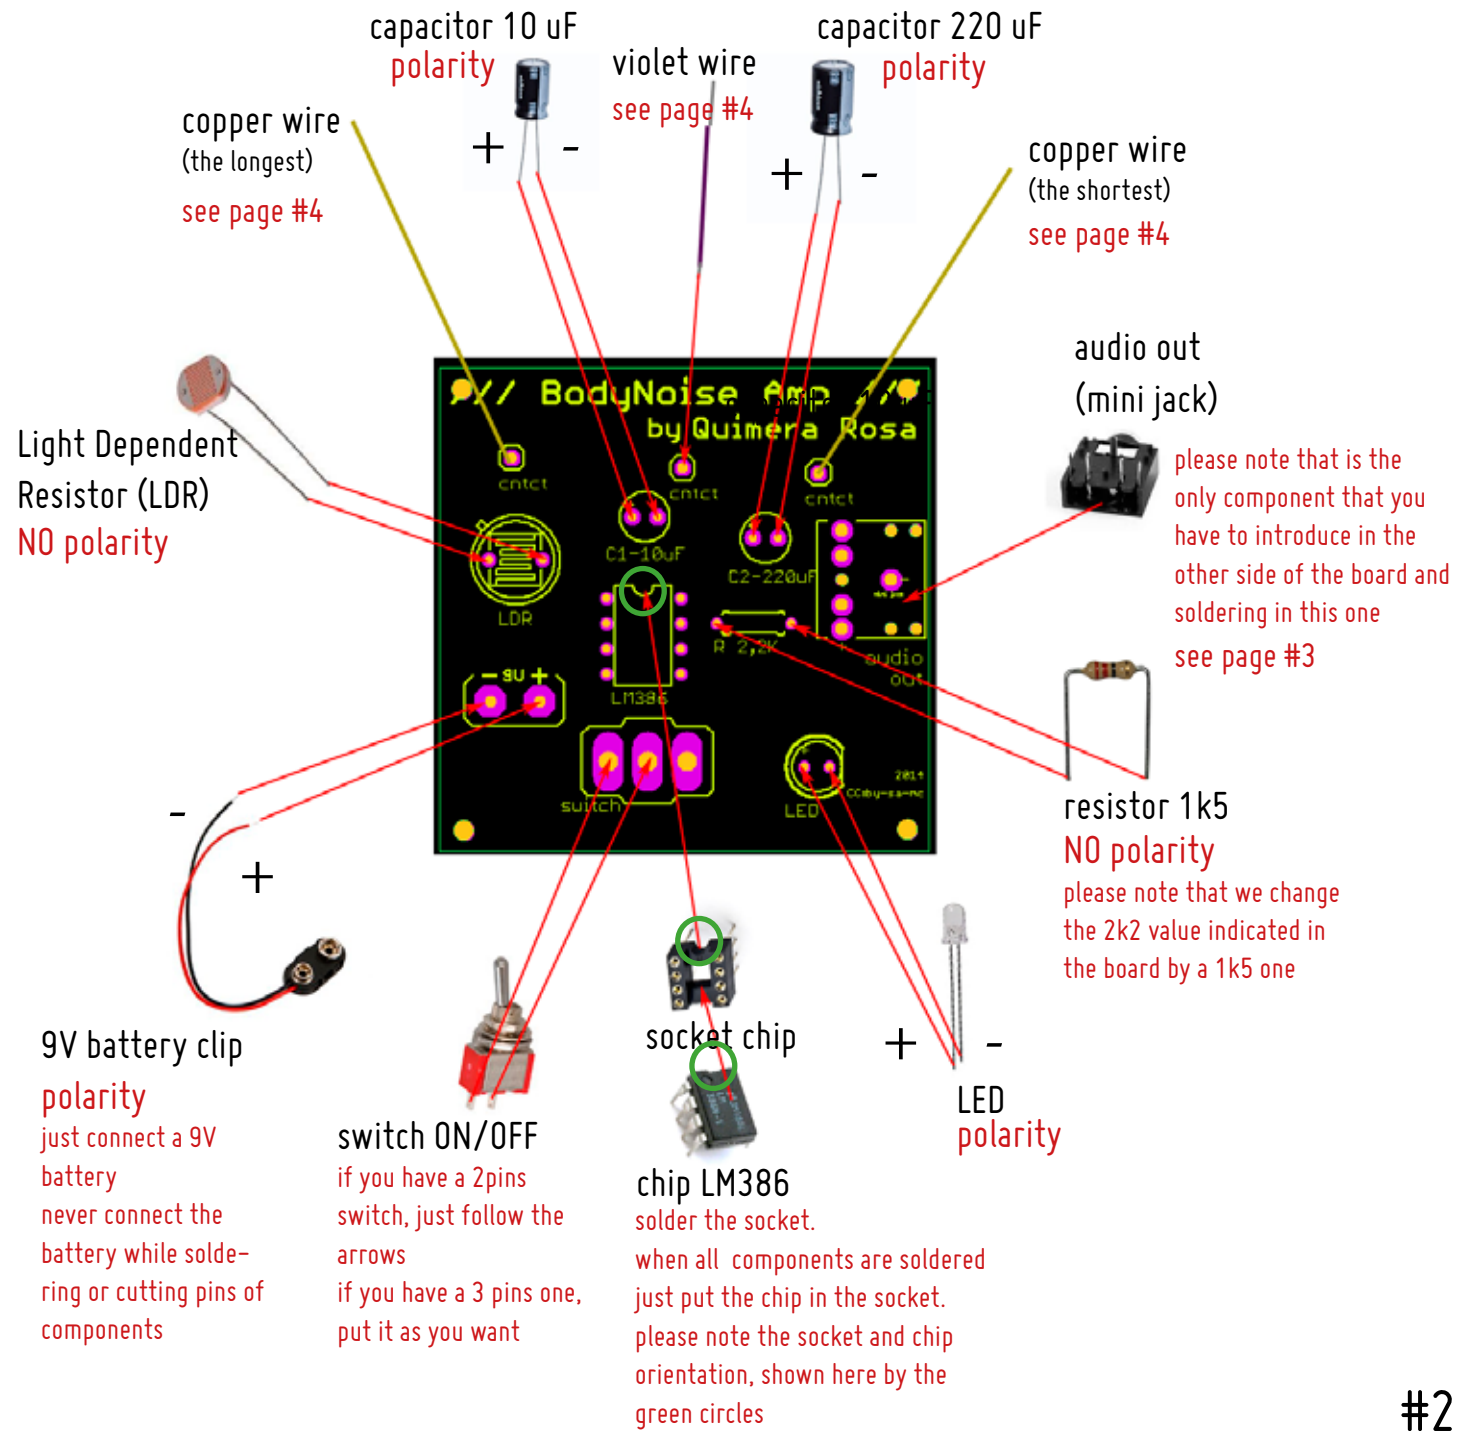 capacitor 10 uF
polarity
+ -
violet wire
see page #4
capacitor 220 uF
polarity
+ -
copper wire
(the longest)
see page #4
copper wire
(the shortest)
see page #4
Light Dependent
Resistor (LDR)
NO polarity
audio out
(mini jack)
please note that is the
only component that you
have to introduce in the
other side of the board and
soldering in this one
see page #3
/// BodyNoise Amp ///
by Quimera Rosa
cntct
cntct
cntct
C1-10uF
C2-220uF
LDR
R 2,2K
audio
out
+
- 9V +
LM386
switch
LED
2014
CC-by-sa-nc
resistor 1k5
NO polarity
please note that we change
the 2k2 value indicated in
the board by a 1k5 one
-
+
9V battery clip
polarity
just connect a 9V
battery
never connect the
battery while solde-
ring or cutting pins of
components
switch ON/OFF
if you have a 2pins
switch, just follow the
arrows
if you have a 3 pins one,
put it as you want
socket chip
chip LM386
solder the socket.
when all components are soldered
just put the chip in the socket.
please note the socket and chip
orientation, shown here by the
green circles
+ -
LED
polarity
#2